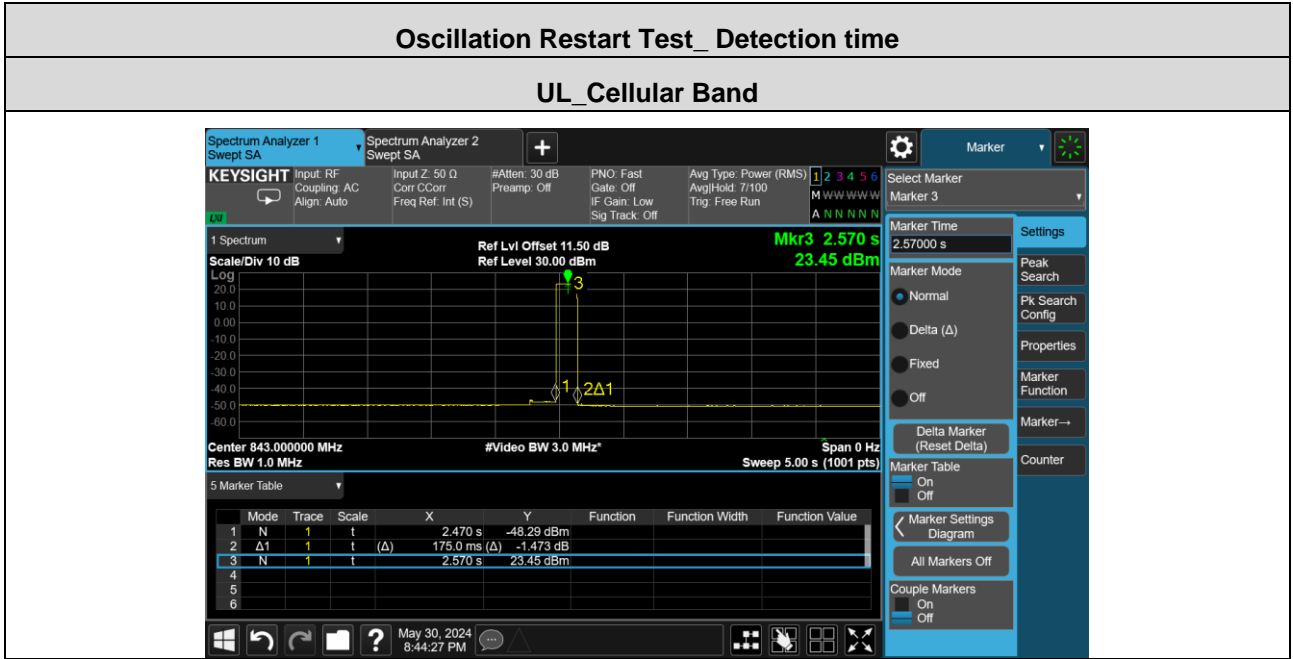 Oscillation Restart Test_ Detection time
UL_Cellular Band
Spectrum Analyzer 1
Swept SA
Spectrum Analyzer 2
Swept SA
+
Marker
KEYSIGHT
Input: RF
Coupling: AC
Align: Auto
Input Z: 50 Ω
Corr CCorr
Freq Ref: Int (S)
#Atten: 30 dB
Preamp: Off
PNO: Fast
Gate: Off
IF Gain: Low
Sig Track: Off
Avg Type: Power (RMS)
Avg|Hold: 7/100
Trig: Free Run
1 2 3 4 5 6
M W W W W W
A N N N N N
LXI
Select Marker
Marker 3
1 Spectrum
Scale/Div 10 dB
Ref Lvl Offset 11.50 dB
Ref Level 30.00 dBm
Mkr3 2.570 s
23.45 dBm
Log
20.0
10.0
0.00
-10.0
-20.0
-30.0
-40.0
-50.0
-60.0
3
1
2Δ1
Center 843.000000 MHz
Res BW 1.0 MHz
#Video BW 3.0 MHz*
Span 0 Hz
Sweep 5.00 s (1001 pts)
5 Marker Table
Mode Trace Scale X Y Function Function Width Function Value
1 N 1 t 2.470 s -48.29 dBm
2 Δ1 1 t (Δ) 175.0 ms (Δ) -1.473 dB
3 N 1 t 2.570 s 23.45 dBm
4
5
6
Marker Time
2.57000 s
Marker Mode
Normal
Delta (Δ)
Fixed
Off
Delta Marker
(Reset Delta)
Marker Table
On
Off
Marker Settings
Diagram
All Markers Off
Couple Markers
On
Off
Settings
Peak
Search
Pk Search
Config
Properties
Marker
Function
Marker→
Counter
?
May 30, 2024
8:44:27 PM